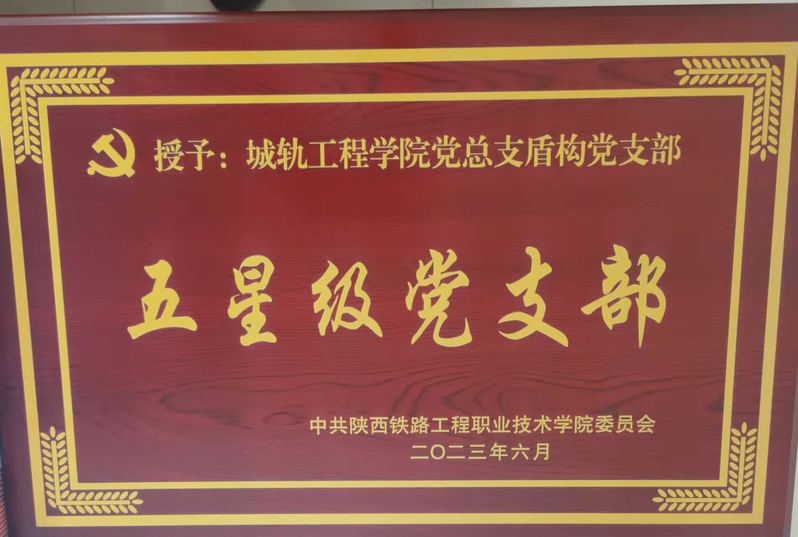 授予：城轨工程学院党总支盾构党支部
五星级党支部
中共陕西铁路工程职业技术学院委员会
二〇二三年六月